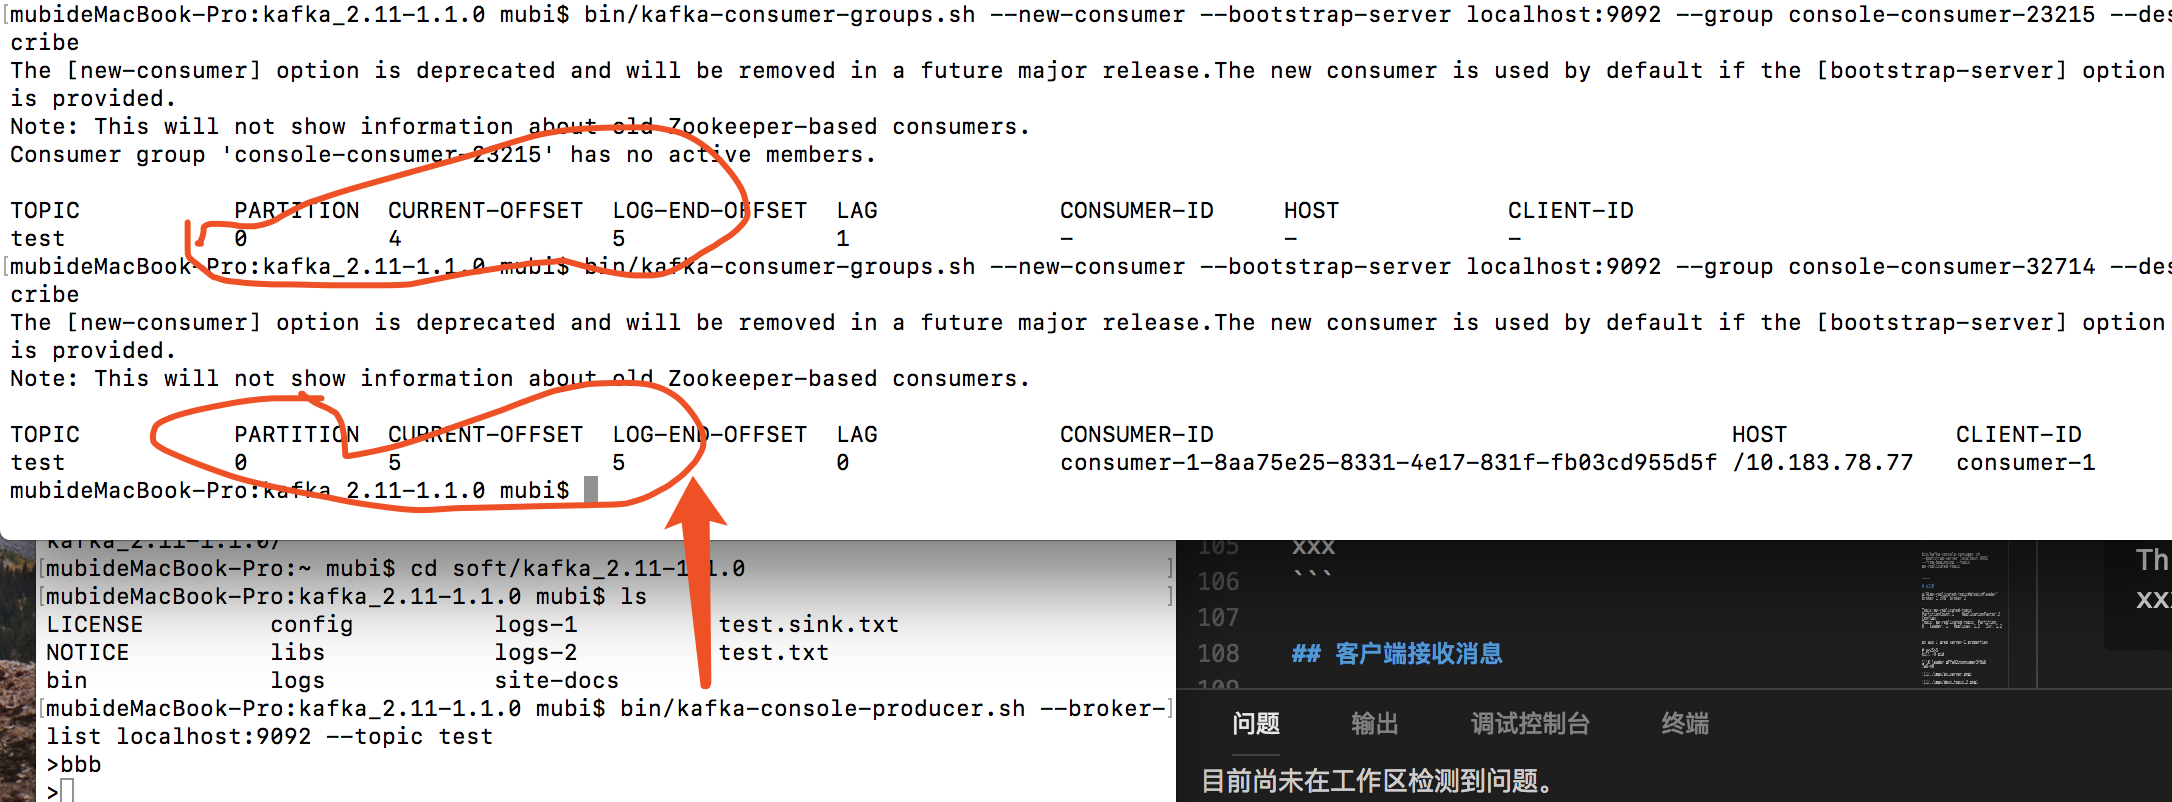 mubideMacBook-Pro:kafka_2.11-1.1.0 mubi$ bin/kafka-consumer-groups.sh --new-consumer --bootstrap-server localhost:9092 --group console-consumer-23215 --des
cribe
The [new-consumer] option is deprecated and will be removed in a future major release.The new consumer is used by default if the [bootstrap-server] option
is provided.
Note: This will not show information about old Zookeeper-based consumers.
Consumer group 'console-consumer-23215' has no active members.
TOPIC PARTITION CURRENT-OFFSET LOG-END-OFFSET LAG CONSUMER-ID HOST CLIENT-ID
test 0 4 5 1 - - -
mubideMacBook-Pro:kafka_2.11-1.1.0 mubi$ bin/kafka-consumer-groups.sh --new-consumer --bootstrap-server localhost:9092 --group console-consumer-32714 --des
cribe
The [new-consumer] option is deprecated and will be removed in a future major release.The new consumer is used by default if the [bootstrap-server] option
is provided.
Note: This will not show information about old Zookeeper-based consumers.
TOPIC PARTITION CURRENT-OFFSET LOG-END-OFFSET LAG CONSUMER-ID HOST CLIENT-ID
test 0 5 5 0 consumer-1-8aa75e25-8331-4e17-831f-fb03cd955d5f /10.183.78.77 consumer-1
mubideMacBook-Pro:kafka_2.11-1.1.0 mubi$
kafka_2.11-1.1.0/
mubideMacBook-Pro:~ mubi$ cd soft/kafka_2.11-1.1.0
mubideMacBook-Pro:kafka_2.11-1.1.0 mubi$ ls
LICENSE config logs-1 test.sink.txt
NOTICE libs logs-2 test.txt
bin logs site-docs
mubideMacBook-Pro:kafka_2.11-1.1.0 mubi$ bin/kafka-console-producer.sh --broker-
list localhost:9092 --topic test
>bbb
>
105 xxx
106 ```
107
108 ## 客户端接收消息
109
Th
xxx
问题 输出 调试控制台 终端
目前尚未在工作区检测到问题。